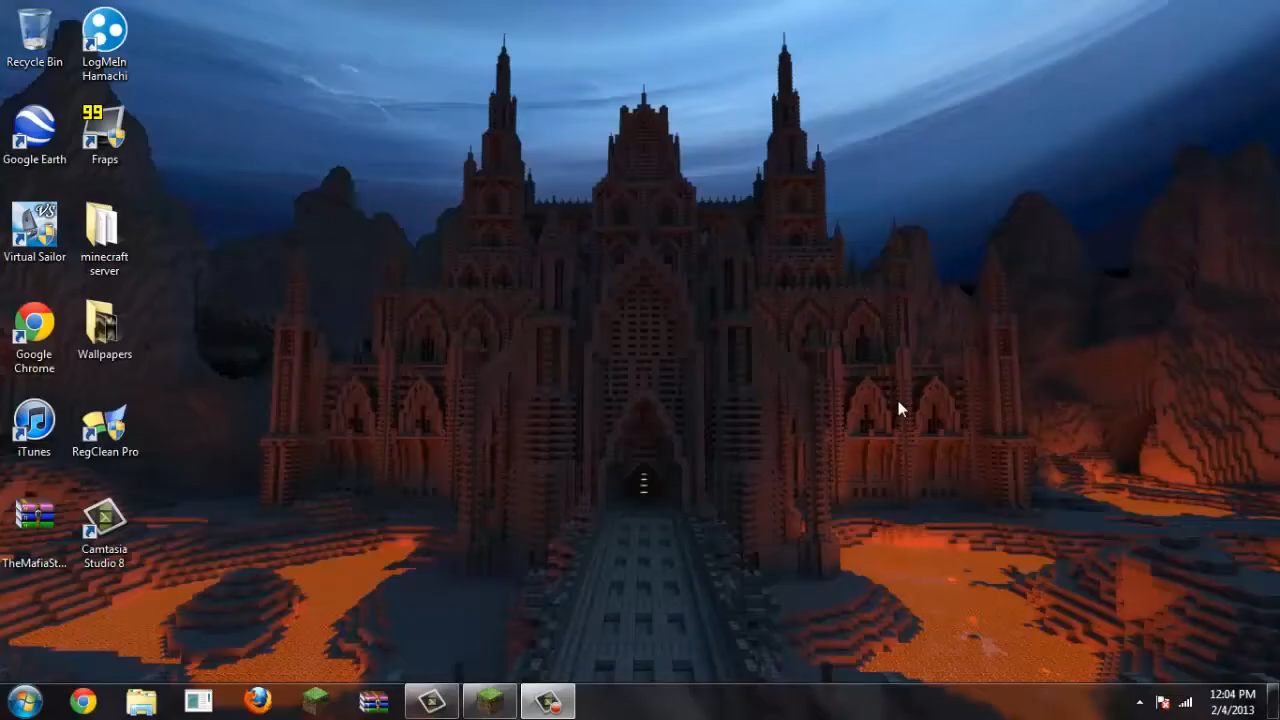 Recycle Bin
LogMeIn
Hamachi
Google Earth
99
Fraps
VS
Virtual Sailor
minecraft
server
Google
Chrome
Wallpapers
iTunes
RegClean Pro
TheMafiaSt...
Camtasia
Studio 8
12:04 PM
2/4/2013